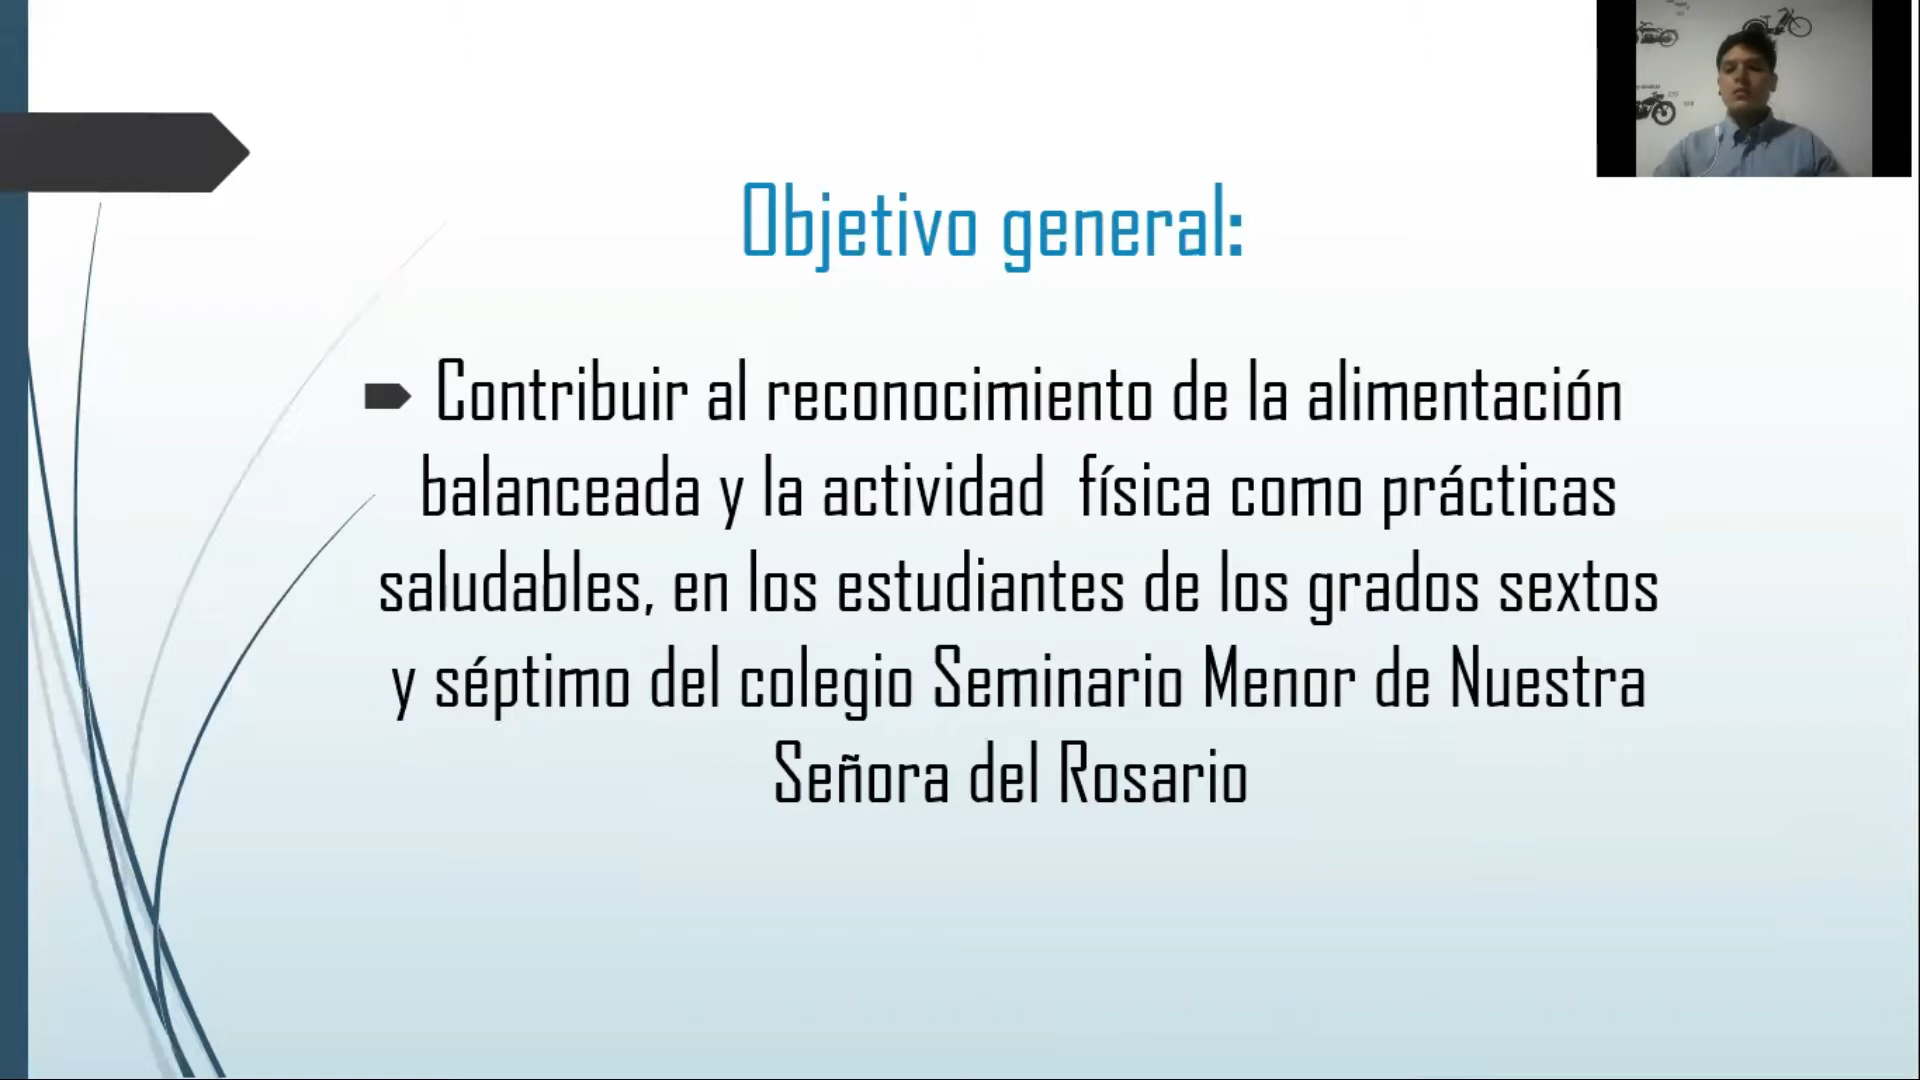 Objetivo general:
Contribuir al reconocimiento de la alimentación
balanceada y la actividad  física como prácticas
saludables, en los estudiantes de los grados sextos
y séptimo del colegio Seminario Menor de Nuestra
Señora del Rosario